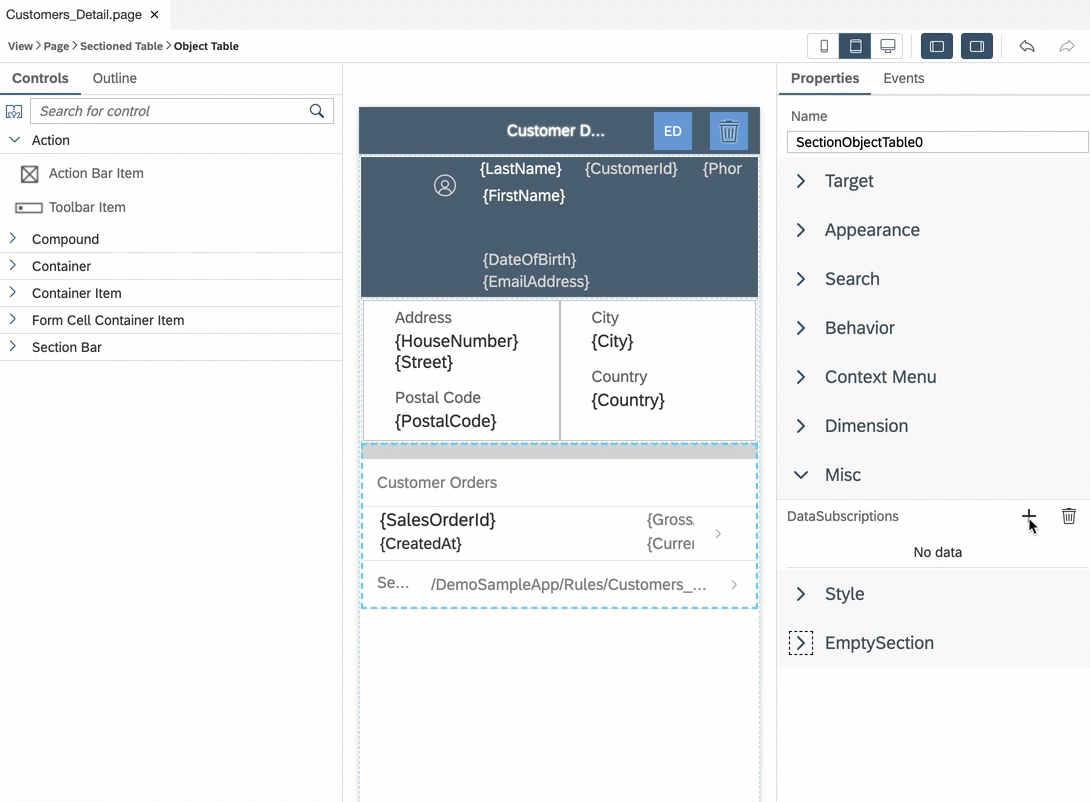 Customers_Detail.page ×
View > Page > Sectioned Table > Object Table
Controls Outline
Search for control
Action
Action Bar Item
Toolbar Item
Compound
Container
Container Item
Form Cell Container Item
Section Bar
Customer D...
ED
{LastName} {CustomerId} {Phor
{FirstName}
{DateOfBirth}
{EmailAddress}
Address
{HouseNumber}
{Street}
Postal Code
{PostalCode}
City
{City}
Country
{Country}
Customer Orders
{SalesOrderId} {Gross.
{CreatedAt} {Currer
Se... /DemoSampleApp/Rules/Customers_...
Properties Events
Name
SectionObjectTable0
Target
Appearance
Search
Behavior
Context Menu
Dimension
Misc
DataSubscriptions
No data
Style
EmptySection